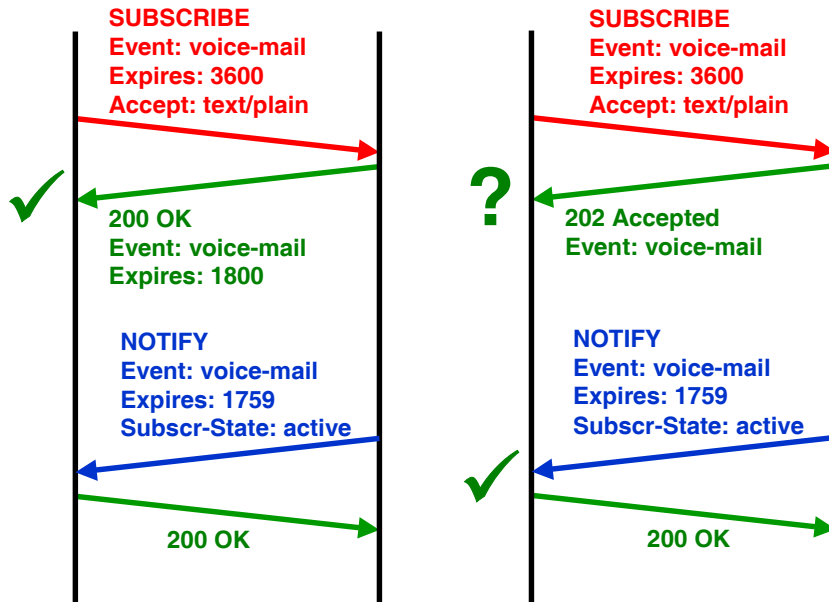 SUBSCRIBE
Event: voice-mail
Expires: 3600
Accept: text/plain
200 OK
Event: voice-mail
Expires: 1800
NOTIFY
Event: voice-mail
Expires: 1759
Subscr-State: active
200 OK
SUBSCRIBE
Event: voice-mail
Expires: 3600
Accept: text/plain
?
202 Accepted
Event: voice-mail
NOTIFY
Event: voice-mail
Expires: 1759
Subscr-State: active
200 OK